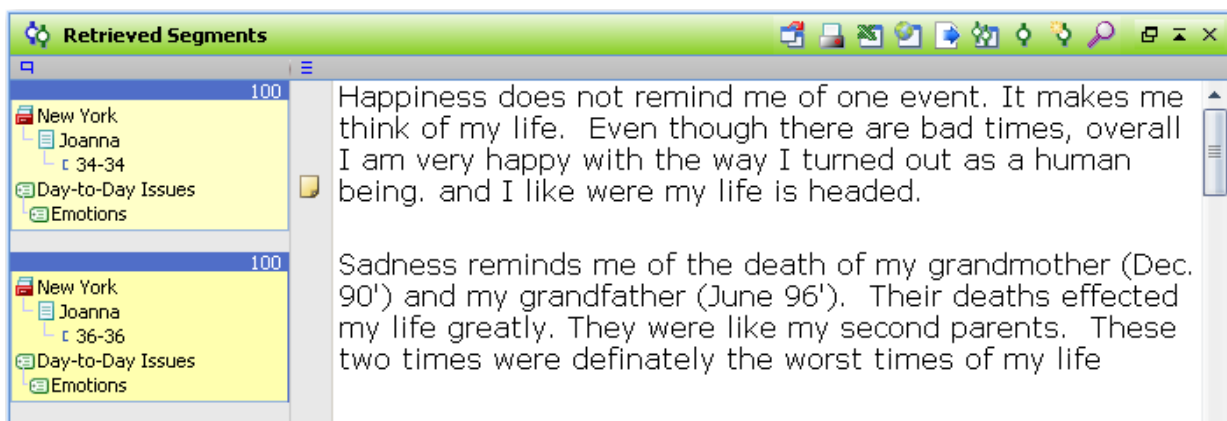 Retrieved Segments
100
New York
Joanna
34-34
Day-to-Day Issues
Emotions
Happiness does not remind me of one event. It makes me
think of my life.  Even though there are bad times, overall
I am very happy with the way I turned out as a human
being. and I like were my life is headed.
100
New York
Joanna
36-36
Day-to-Day Issues
Emotions
Sadness reminds me of the death of my grandmother (Dec.
90') and my grandfather (June 96').  Their deaths effected
my life greatly. They were like my second parents.  These
two times were definately the worst times of my life